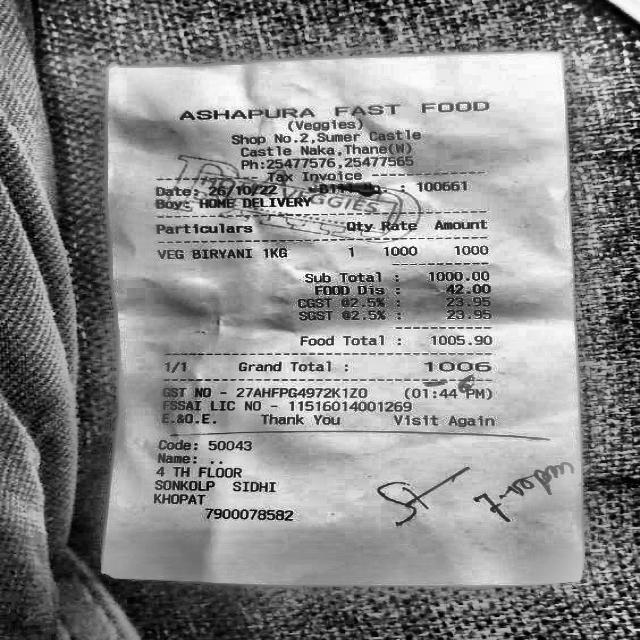 ASHAPURA FAST FOOD
(Veggies)
Shop No.2,Sumer Castle
Castle Naka,Thane(W)
Ph:25477576,25477565
Tax Invoice
Date: 26/10/22 Bill No. : 100661
Boy: HOME DELIVERY
VEGGIES
Particulars Qty Rate Amount
VEG BIRYANI 1KG 1 1000 1000
Sub Total : 1000.00
FOOD Dis : 42.00
CGST @2.5% : 23.95
SGST @2.5% : 23.95
Food Total : 1005.90
1/1 Grand Total : 1006
GST NO - 27AHFPG4972K1ZO (01:44 PM)
FSSAI LIC NO - 11516014001269
E.&O.E. Thank You Visit Again
Code: 50043
Name: ..
4 TH FLOOR
SONKOLP SIDHI
KHOPAT
7900078582